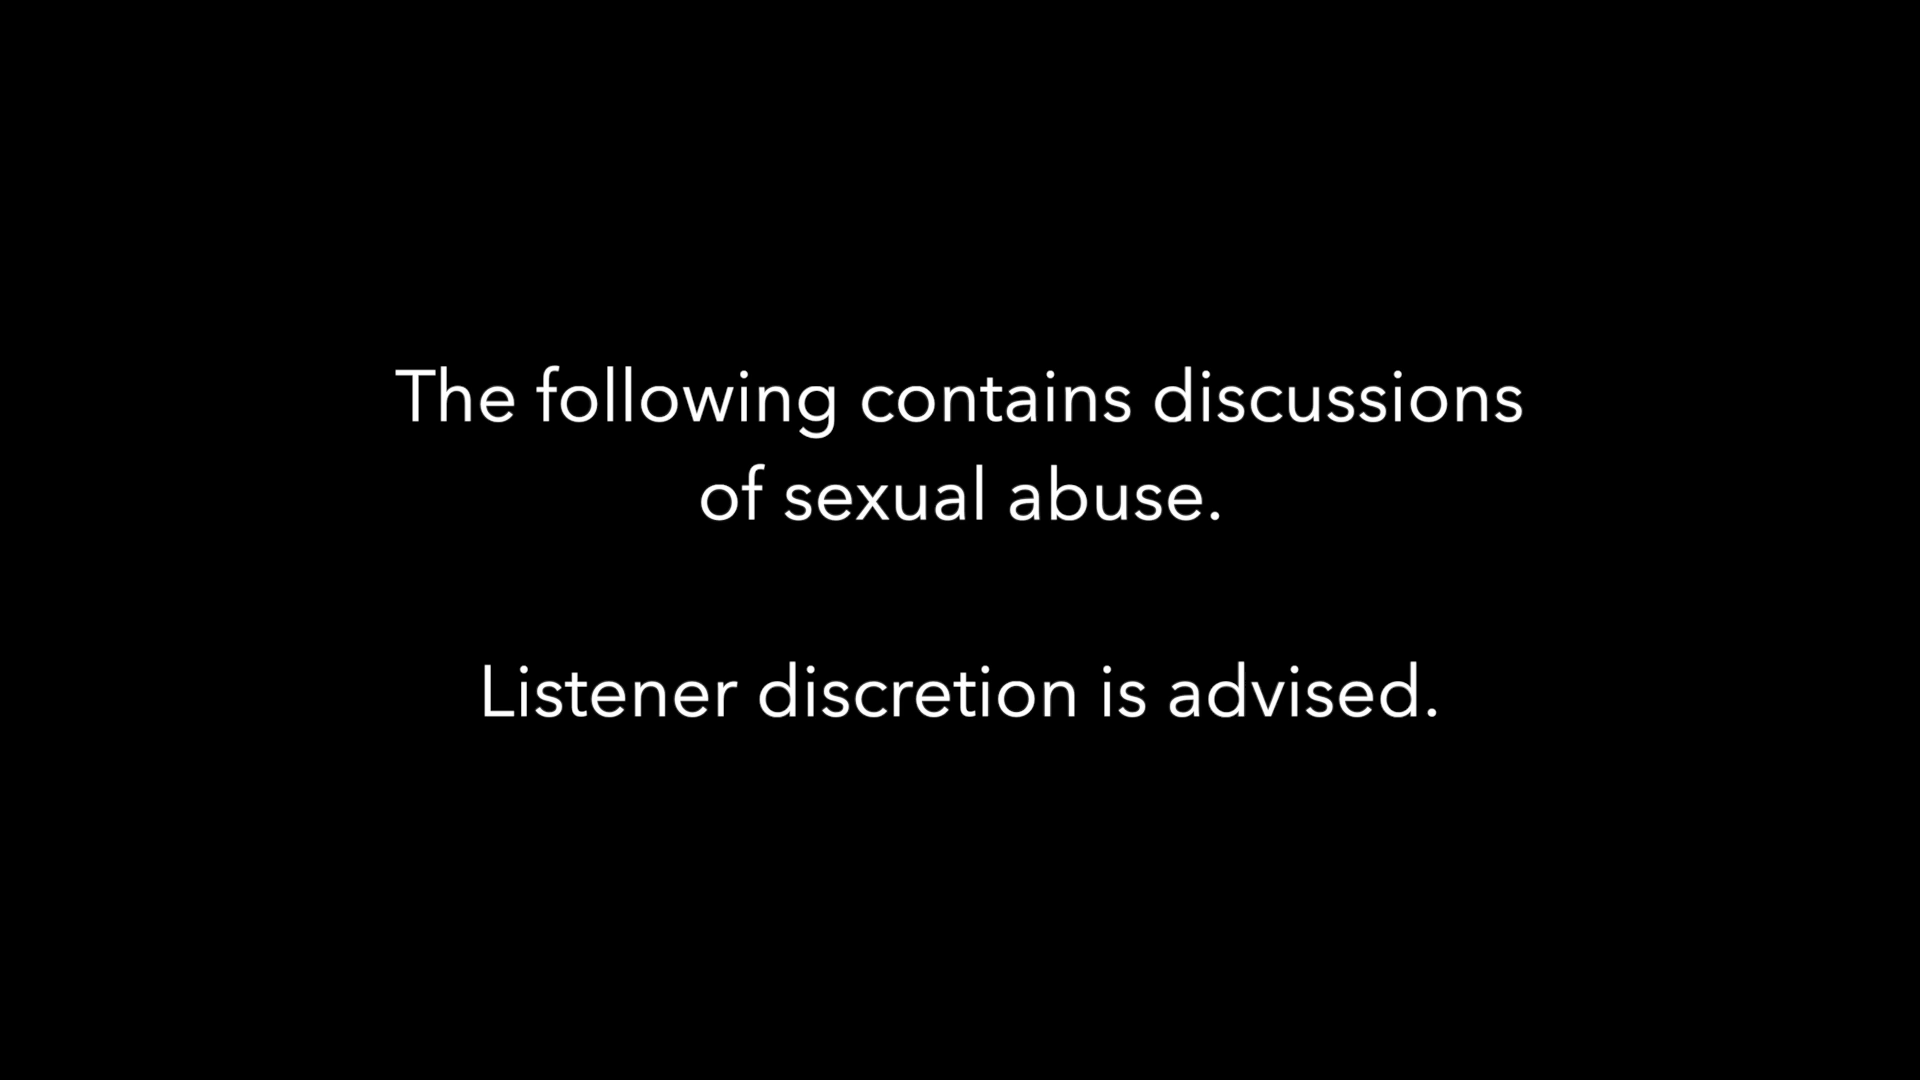 The following contains discussions
of sexual abuse.
Listener discretion is advised.